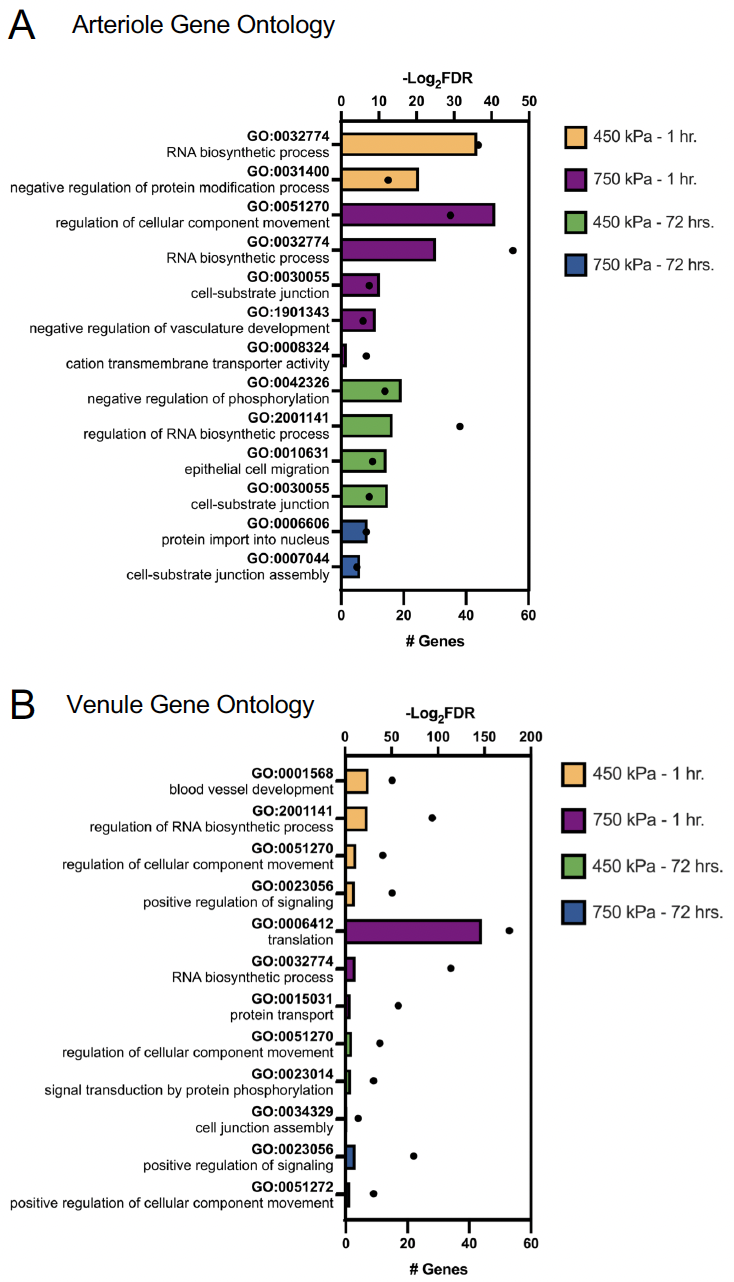 A
Arteriole Gene Ontology
-Log2FDR
0 10 20 30 40 50
GO:0032774
RNA biosynthetic process
GO:0031400
negative regulation of protein modification process
GO:0051270
regulation of cellular component movement
GO:0032774
RNA biosynthetic process
GO:0030055
cell-substrate junction
GO:1901343
negative regulation of vasculature development
GO:0008324
cation transmembrane transporter activity
GO:0042326
negative regulation of phosphorylation
GO:2001141
regulation of RNA biosynthetic process
GO:0010631
epithelial cell migration
GO:0030055
cell-substrate junction
GO:0006606
protein import into nucleus
GO:0007044
cell-substrate junction assembly
0 20 40 60
# Genes
450 kPa - 1 hr.
750 kPa - 1 hr.
450 kPa - 72 hrs.
750 kPa - 72 hrs.
B
Venule Gene Ontology
-Log2FDR
0 50 100 150 200
GO:0001568
blood vessel development
GO:2001141
regulation of RNA biosynthetic process
GO:0051270
regulation of cellular component movement
GO:0023056
positive regulation of signaling
GO:0006412
translation
GO:0032774
RNA biosynthetic process
GO:0015031
protein transport
GO:0051270
regulation of cellular component movement
GO:0023014
signal transduction by protein phosphorylation
GO:0034329
cell junction assembly
GO:0023056
positive regulation of signaling
GO:0051272
positive regulation of cellular component movement
0 20 40 60
# Genes
450 kPa - 1 hr.
750 kPa - 1 hr.
450 kPa - 72 hrs.
750 kPa - 72 hrs.